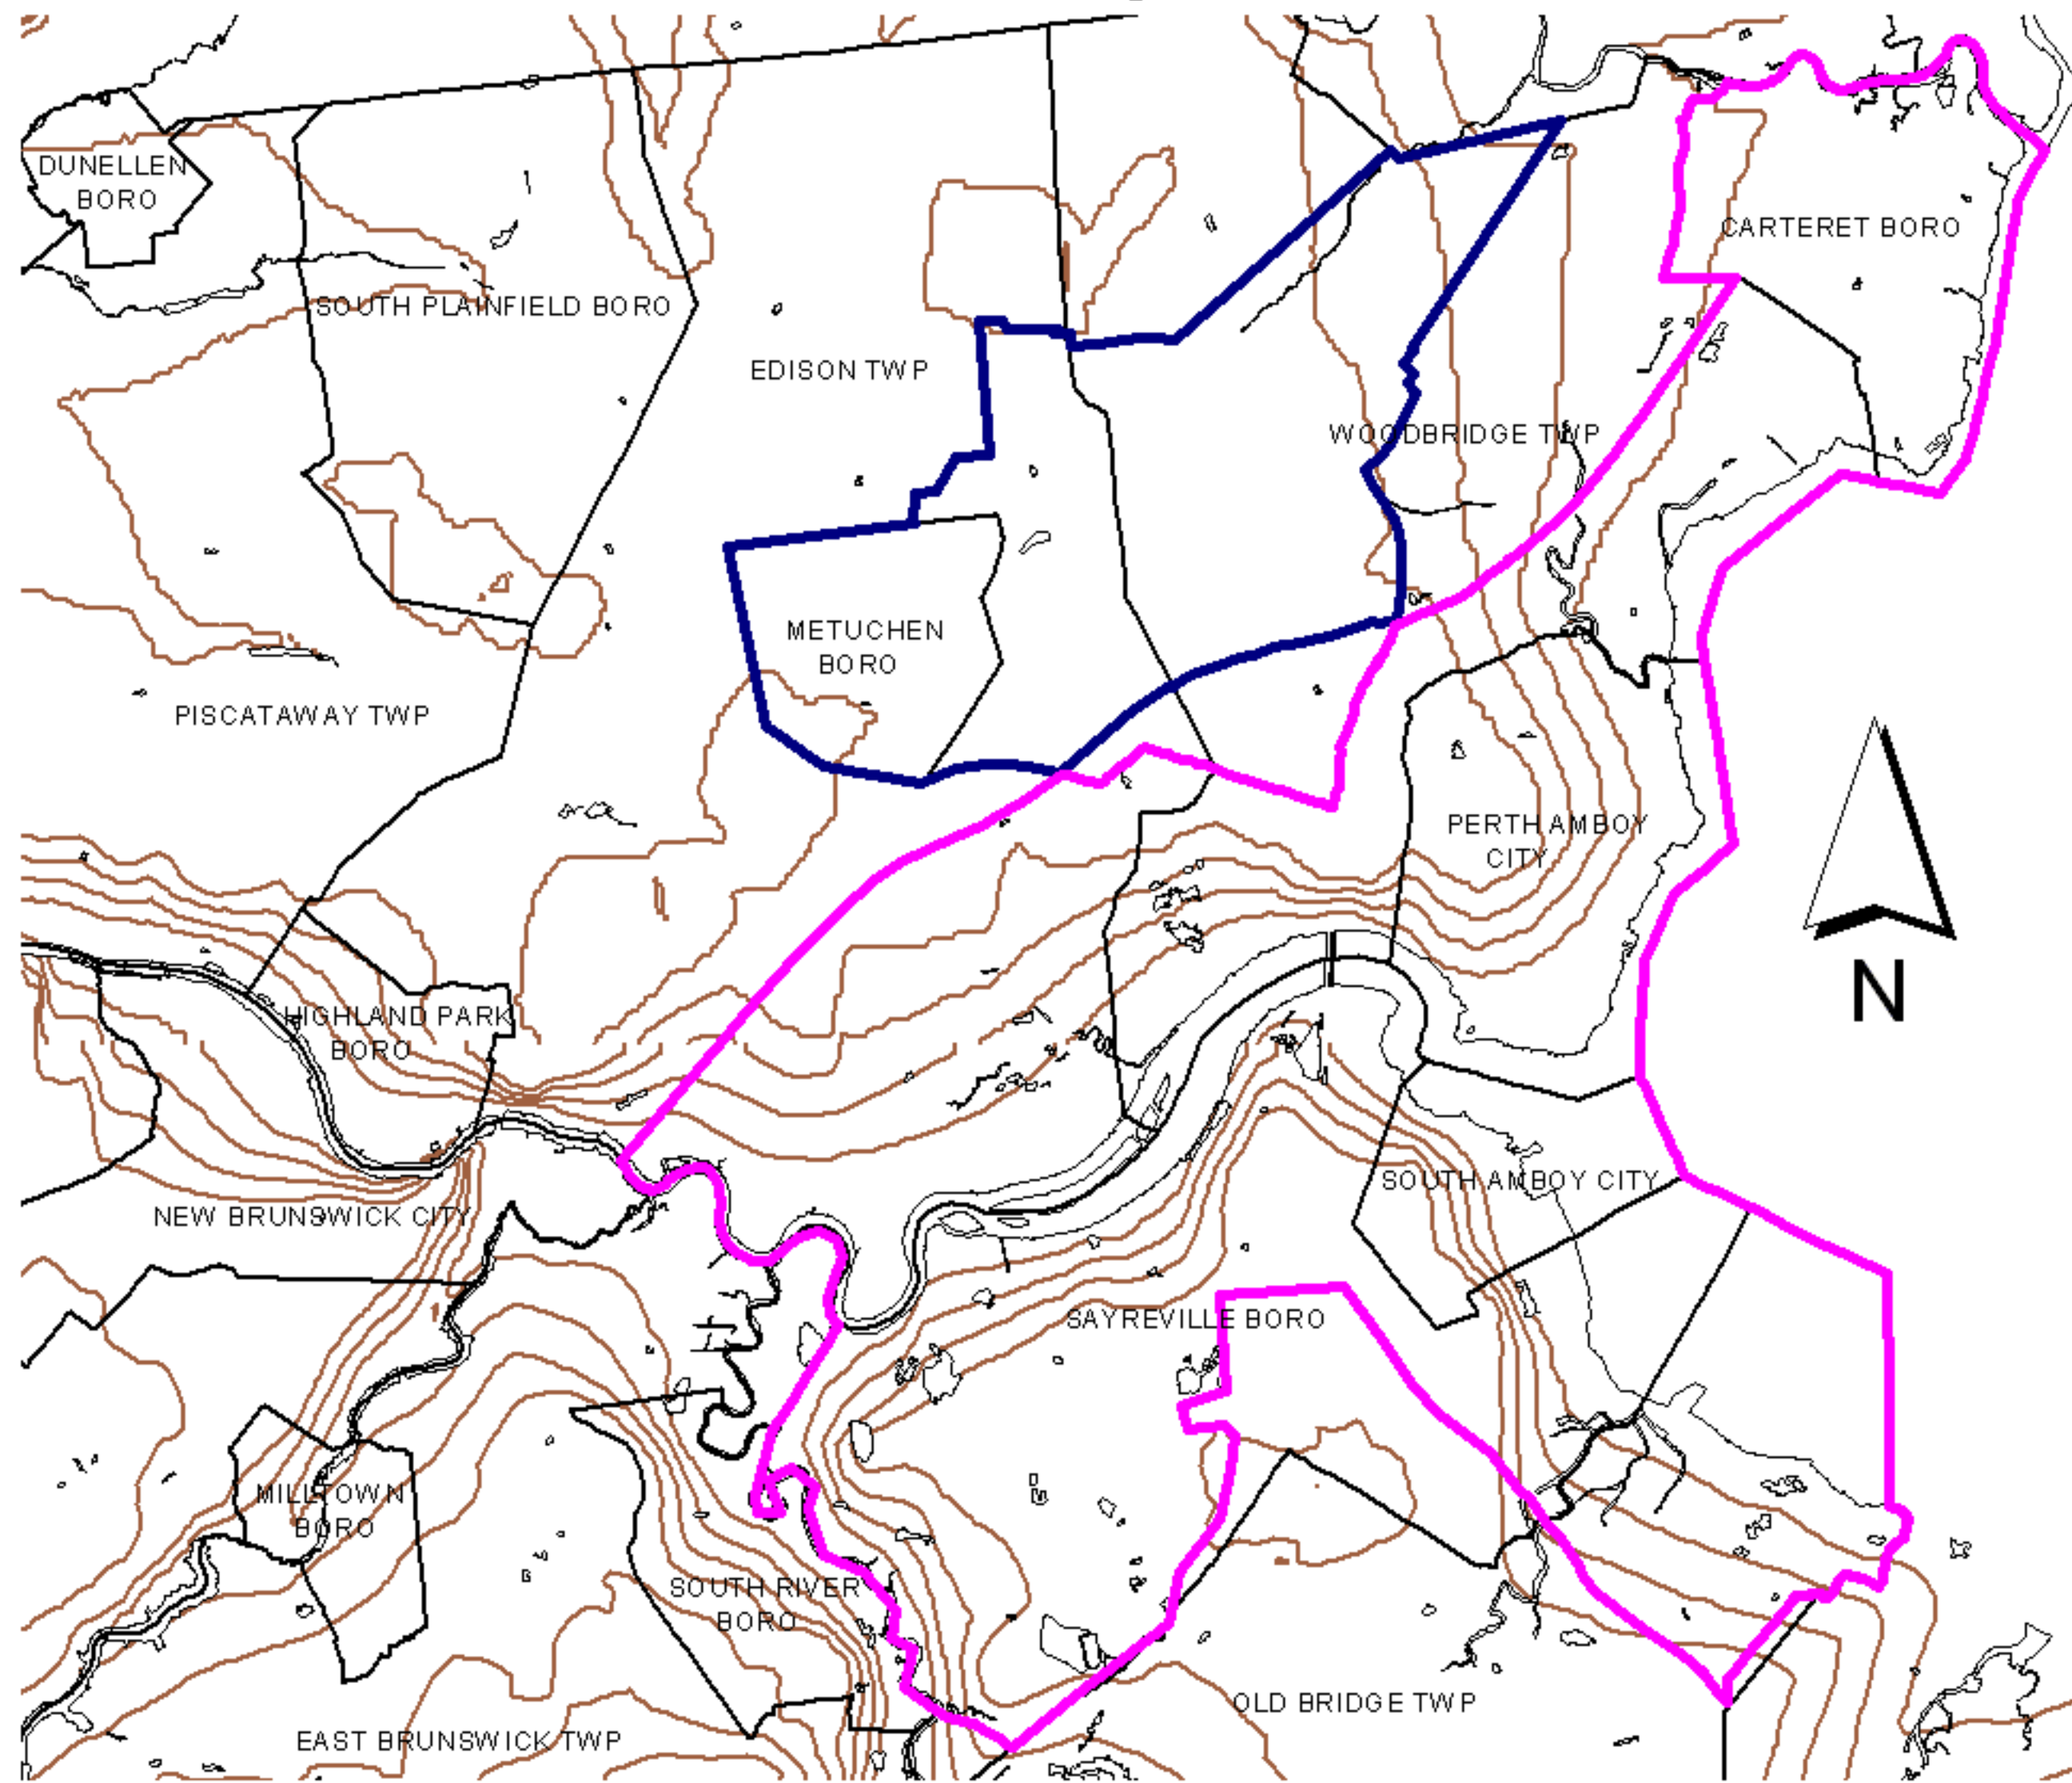 DUNELLEN
BORO
CARTERET BORO
SOUTH PLAINFIELD BORO
EDISON TWP
WOODBRIDGE TWP
METUCHEN
BORO
PISCATAWAY TWP
PERTH AMBOY
CITY
N
HIGHLAND PARK
BORO
SOUTH AMBOY CITY
NEW BRUNSWICK CITY
SAYREVILLE BORO
MILLTOWN
BORO
SOUTH RIVER
BORO
OLD BRIDGE TWP
EAST BRUNSWICK TWP